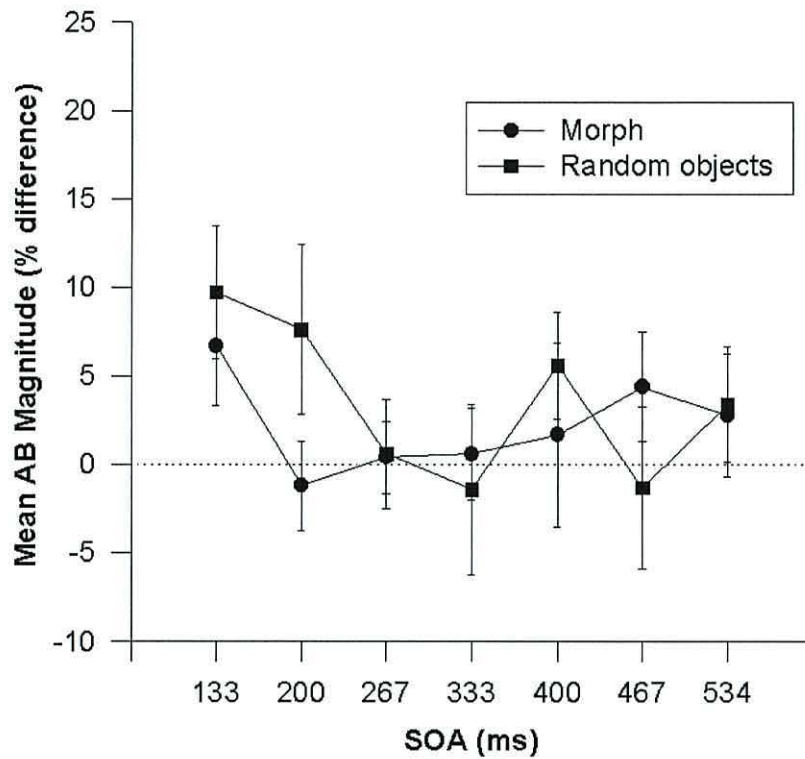 Mean AB Magnitude (% difference)
25
20
15
10
5
0
-5
-10
Morph
Random objects
133 200 267 333 400 467 534
SOA (ms)